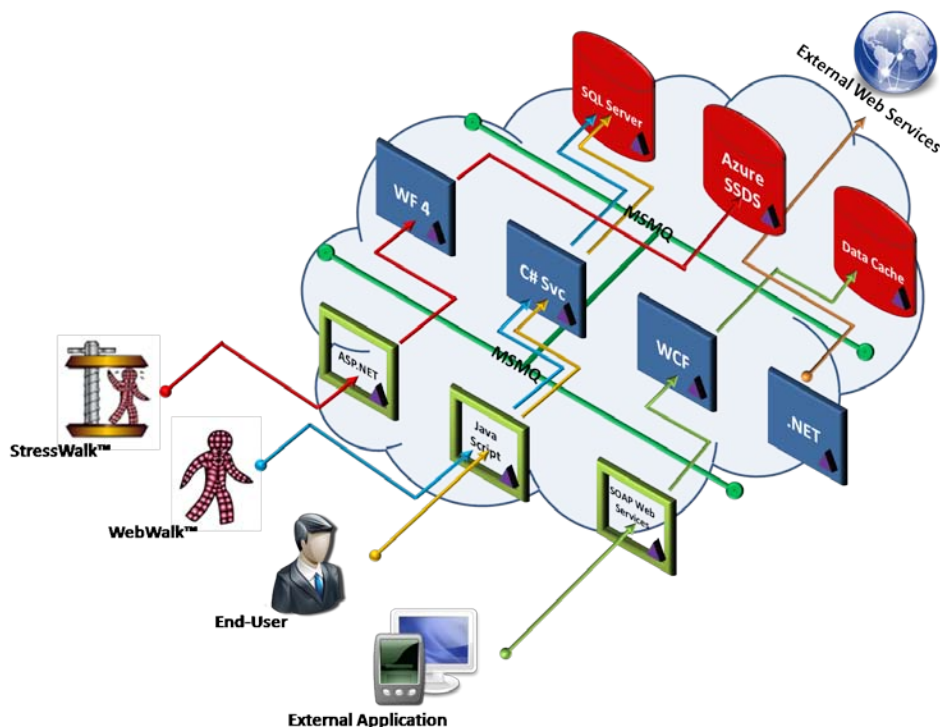 External Web Services
SQL Server
Azure
SSDS
WF 4
MSMQ
Data Cache
C# Svc
ASP.NET
MSMQ
WCF
.NET
Java
Script
SOAP Web
Services
StressWalk™
WebWalk™
End-User
External Application